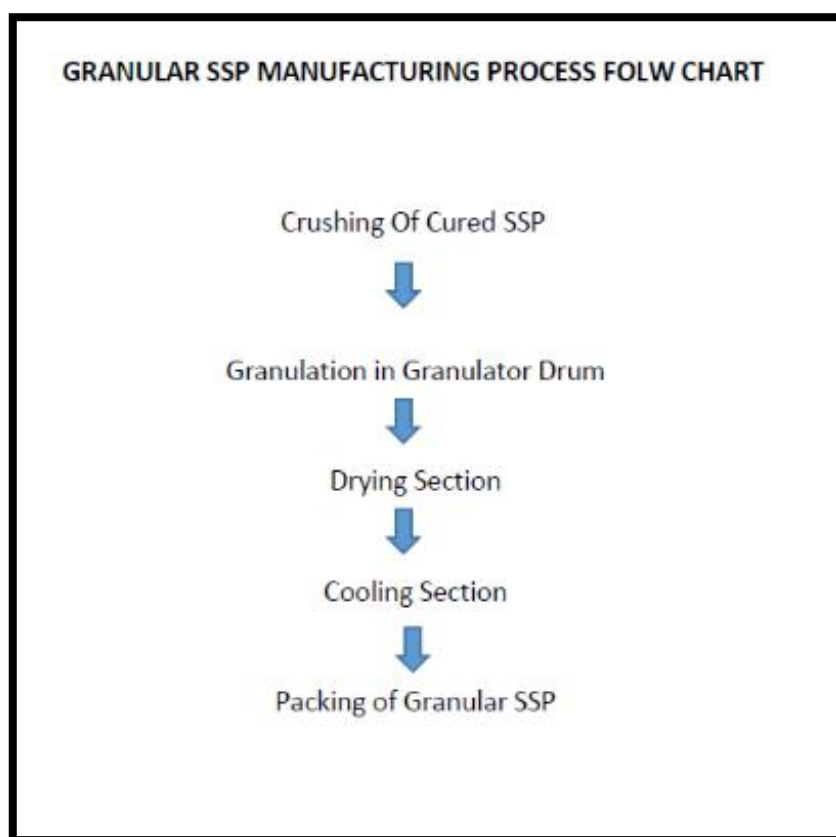 GRANULAR SSP MANUFACTURING PROCESS FOLW CHART
Crushing Of Cured SSP
Granulation in Granulator Drum
Drying Section
Cooling Section
Packing of Granular SSP